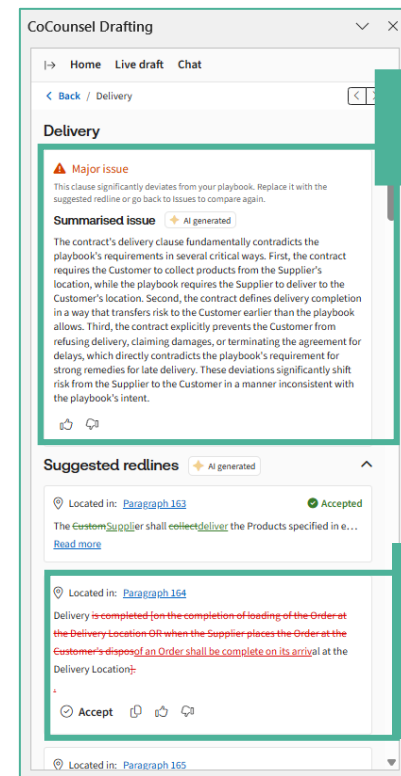 CoCounsel Drafting
Home Live draft Chat
Back / Delivery
Delivery
Major issue
This clause significantly deviates from your playbook. Replace it with the
suggested redline or go back to Issues to compare again.
Summarised issue AI generated
The contract's delivery clause fundamentally contradicts the
playbook's requirements in several critical ways. First, the contract
requires the Customer to collect products from the Supplier's
location, while the playbook requires the Supplier to deliver to the
Customer's location. Second, the contract defines delivery completion
in a way that transfers risk to the Customer earlier than the playbook
allows. Third, the contract explicitly prevents the Customer from
refusing delivery, claiming damages, or terminating the agreement for
delays, which directly contradicts the playbook's requirement for
strong remedies for late delivery. These deviations significantly shift
risk from the Supplier to the Customer in a manner inconsistent with
the playbook's intent.
Suggested redlines AI generated
Located in: Paragraph 163 Accepted
The CustomSupplier shall collectdeliver the Products specified in e...
Read more
Located in: Paragraph 164
Delivery is completed [on the completion of loading of the Order at
the Delivery Location OR when the Supplier places the Order at the
Customer's disposof an Order shall be complete on its arrival at the
Delivery Location].
.
Accept
Located in: Paragraph 165